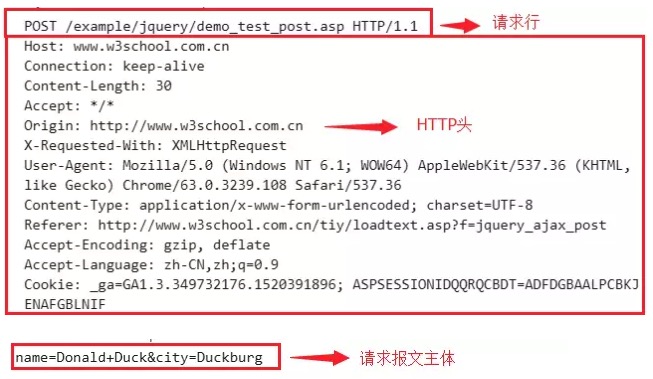 POST /example/jquery/demo_test_post.asp HTTP/1.1
请求行
Host: www.w3school.com.cn
Connection: keep-alive
Content-Length: 30
Accept: */*
Origin: http://www.w3school.com.cn
HTTP头
X-Requested-With: XMLHttpRequest
User-Agent: Mozilla/5.0 (Windows NT 6.1; WOW64) AppleWebKit/537.36 (KHTML,
like Gecko) Chrome/63.0.3239.108 Safari/537.36
Content-Type: application/x-www-form-urlencoded; charset=UTF-8
Referer: http://www.w3school.com.cn/tiy/loadtext.asp?f=jquery_ajax_post
Accept-Encoding: gzip, deflate
Accept-Language: zh-CN,zh;q=0.9
Cookie: _ga=GA1.3.349732176.1520391896; ASPSESSIONIDQQRQCBDT=ADFDGBAALPCBKJ
ENAFGBLNIF
name=Donald+Duck&city=Duckburg
请求报文主体